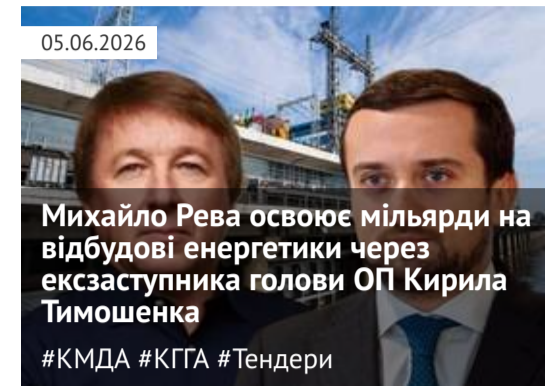 05.06.2026
Михайло Рева освоює мільярди на
відбудові енергетики через
ексзаступника голови ОП Кирила
Тимошенка
#КМДА #КГГА #Тендери